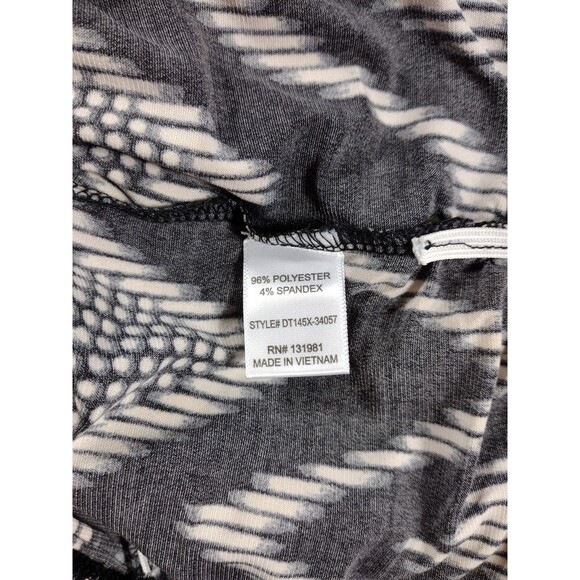 96% POLYESTER
4% SPANDEX
STYLE# DT145X-34057
RN# 131981
MADE IN VIETNAM